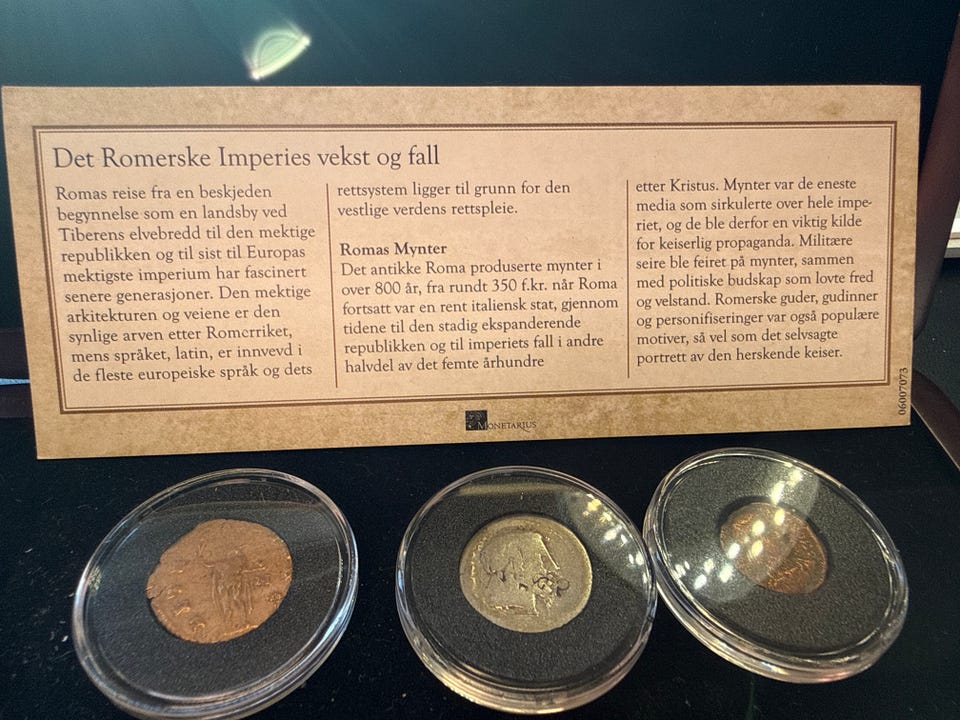 Det Romerske Imperies vekst og fall
Romas reise fra en beskjeden
begynnelse som en landsby ved
Tiberens elvebredd til den mektige
republikken og til sist til Europas
mektigste imperium har fascinert
senere generasjoner. Den mektige
arkitekturen og veiene er den
synlige arven etter Romerriket,
mens språket, latin, er innvevd i
de fleste europeiske språk og dets
rettsystem ligger til grunn for den
vestlige verdens rettspleie.
Romas Mynter
Det antikke Roma produserte mynter i
over 800 år, fra rundt 350 f.kr. når Roma
fortsatt var en rent italiensk stat, gjennom
tidene til den stadig ekspanderende
republikken og til imperiets fall i andre
halvdel av det femte århundre
etter Kristus. Mynter var de eneste
media som sirkulerte over hele impe-
riet, og de ble derfor en viktig kilde
for keiserlig propaganda. Militære
seire ble feiret på mynter, sammen
med politiske budskap som lovte fred
og velstand. Romerske guder, gudinner
og personifiseringer var også populære
motiver, så vel som det selvsagte
portrett av den herskende keiser.
06007073
MONETARIUS